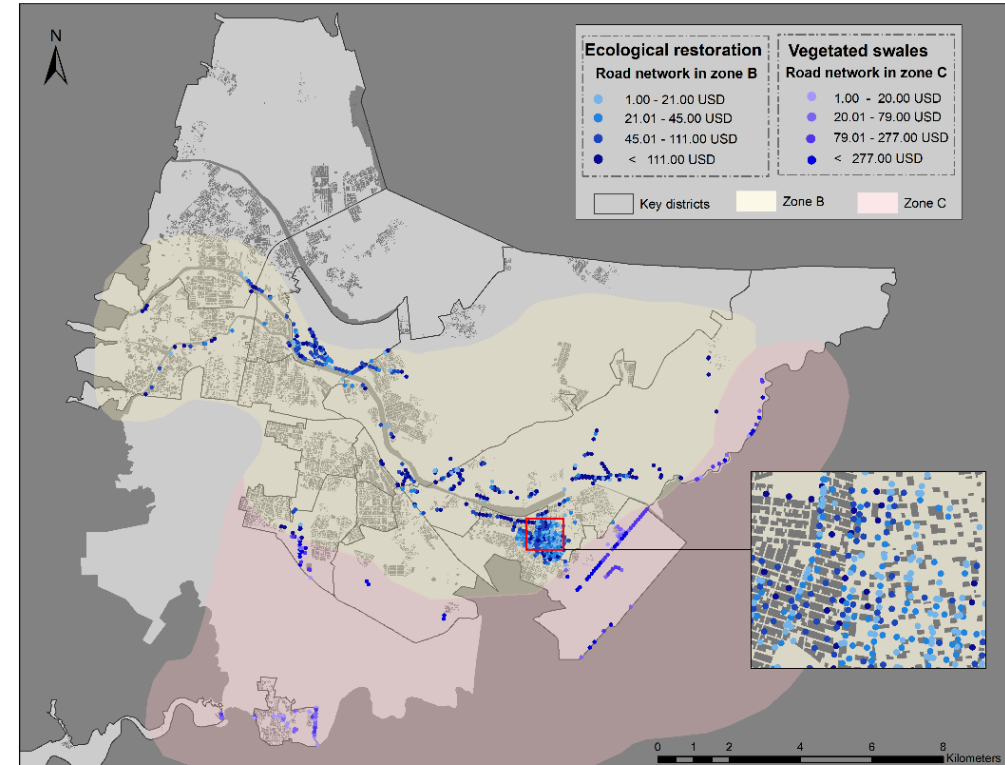 N
Ecological restoration
Road network in zone B
1.00 - 21.00 USD
21.01 - 45.00 USD
45.01 - 111.00 USD
< 111.00 USD
Vegetated swales
Road network in zone C
1.00 - 20.00 USD
20.01 - 79.00 USD
79.01 - 277.00 USD
< 277.00 USD
Key districts Zone B Zone C
0 1 2 4 6 8
Kilometers